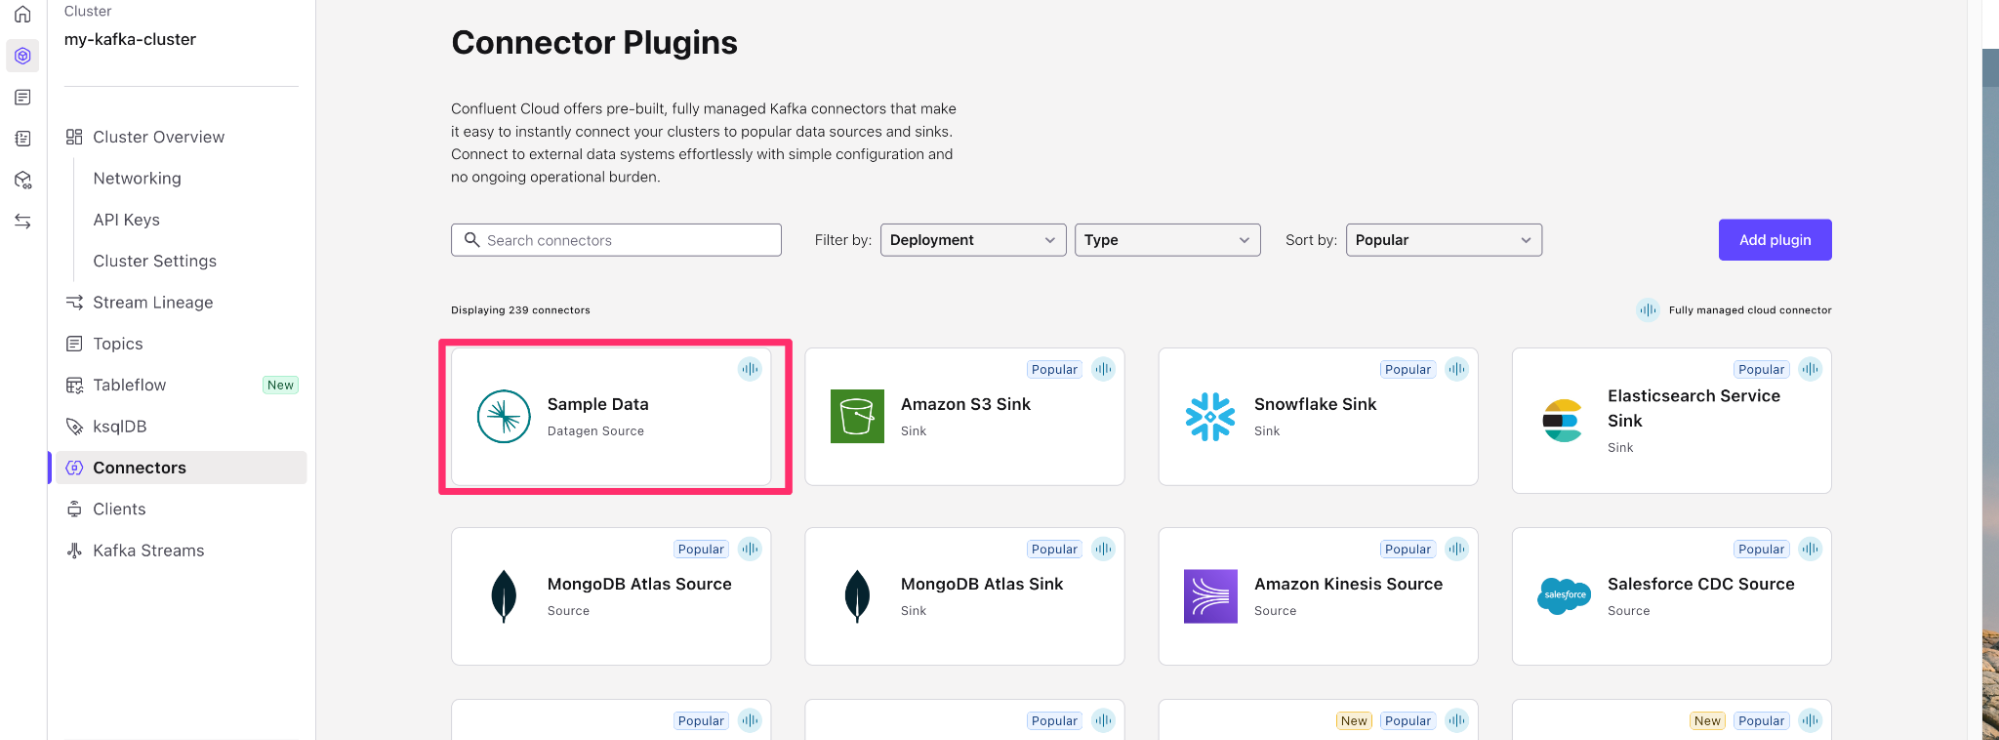 Cluster
my-kafka-cluster
Cluster Overview
Networking
API Keys
Cluster Settings
Stream Lineage
Topics
Tableflow New
ksqlDB
Connectors
Clients
Kafka Streams
Connector Plugins
Confluent Cloud offers pre-built, fully managed Kafka connectors that make
it easy to instantly connect your clusters to popular data sources and sinks.
Connect to external data systems effortlessly with simple configuration and
no ongoing operational burden.
Search connectors
Filter by: Deployment Type Sort by: Popular Add plugin
Displaying 239 connectors
Fully managed cloud connector
Sample Data
Datagen Source
Popular
Amazon S3 Sink
Sink
Popular
Snowflake Sink
Sink
Popular
Elasticsearch Service
Sink
Sink
Popular
MongoDB Atlas Source
Source
Popular
MongoDB Atlas Sink
Sink
Popular
Amazon Kinesis Source
Source
Popular
salesforce
Salesforce CDC Source
Source
Popular
Popular
New Popular
New Popular